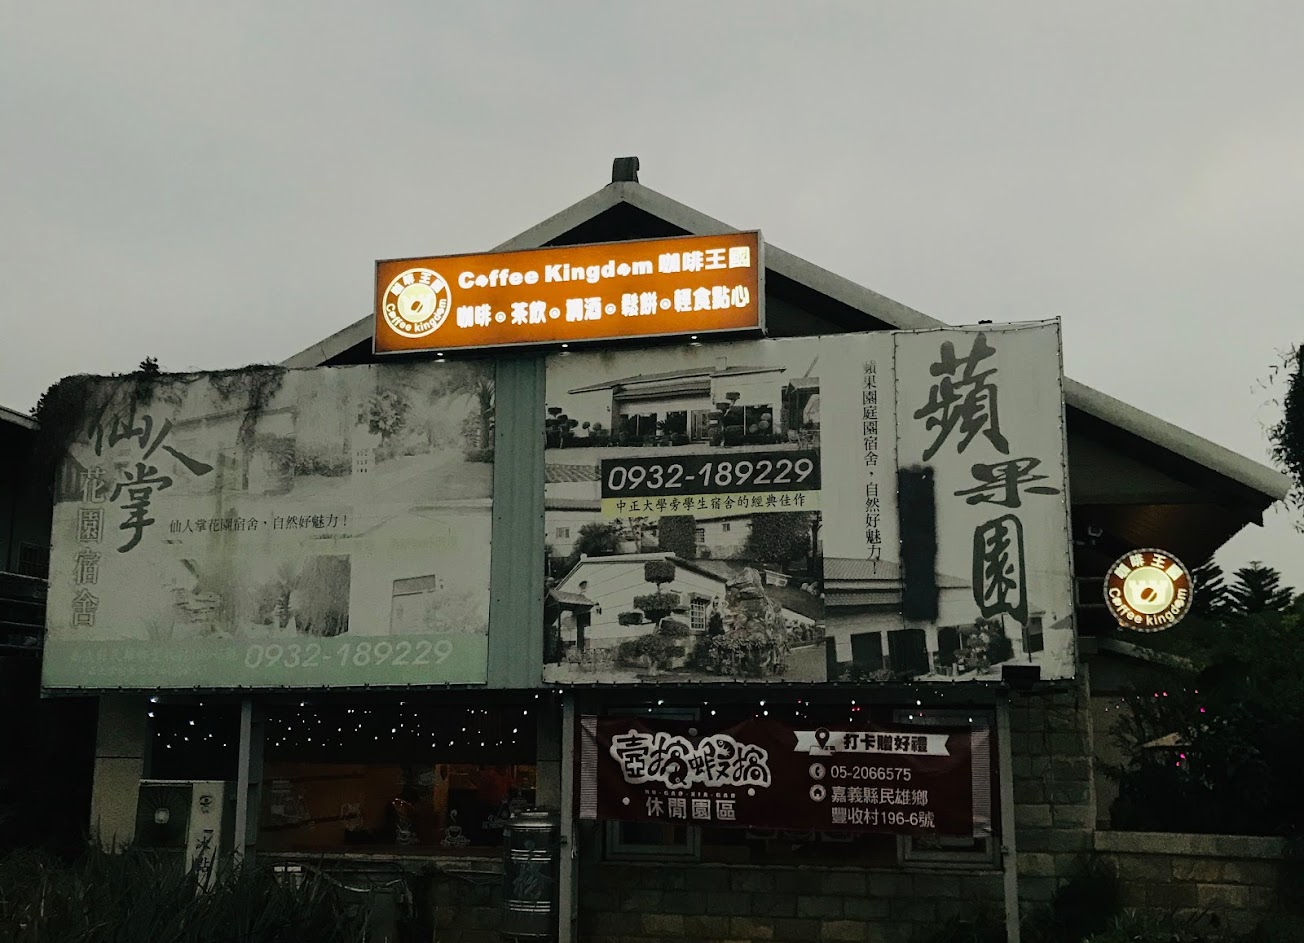 Coffee Kingdom 咖啡王國
咖啡。茶飲。調酒。鬆餅。輕食點心
咖啡王國
Coffee kingdom
仙人掌
花園宿舍
仙人掌花園宿舍，自然好魅力！
0932-189229
0932-189229
中正大學旁學生宿舍的經典佳作
蘋果園庭園宿舍，自然好魅力！
蘋果園
咖啡王國
Coffee kingdom
休閒園區
打卡贈好禮
05-2066575
嘉義縣民雄鄉
豐收村196-6號